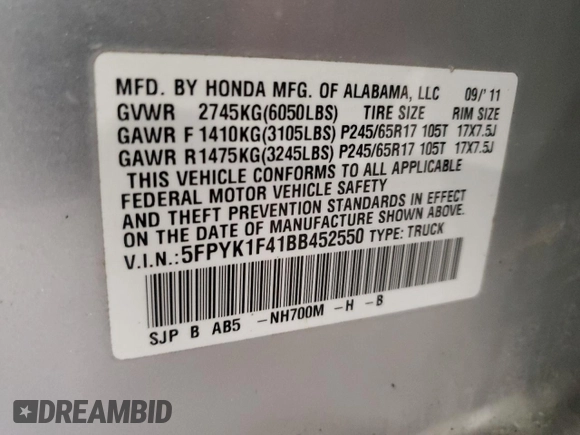 MFD. BY HONDA MFG. OF ALABAMA, LLC 09/'11
GVWR 2745KG(6050LBS) TIRE SIZE RIM SIZE
GAWR F 1410KG(3105LBS) P245/65R17 105T 17X7.5J
GAWR R1475KG(3245LBS) P245/65R17 105T 17X7.5J
THIS VEHICLE CONFORMS TO ALL APPLICABLE
FEDERAL MOTOR VEHICLE SAFETY
AND THEFT PREVENTION STANDARDS IN EFFECT
ON THE DATE OF MANUFACTURE SHOWN ABOVE.
V.I.N.:5FPYK1F41BB452550 TYPE: TRUCK
SJP B AB5 -NH700M -H -B
DREAMBID